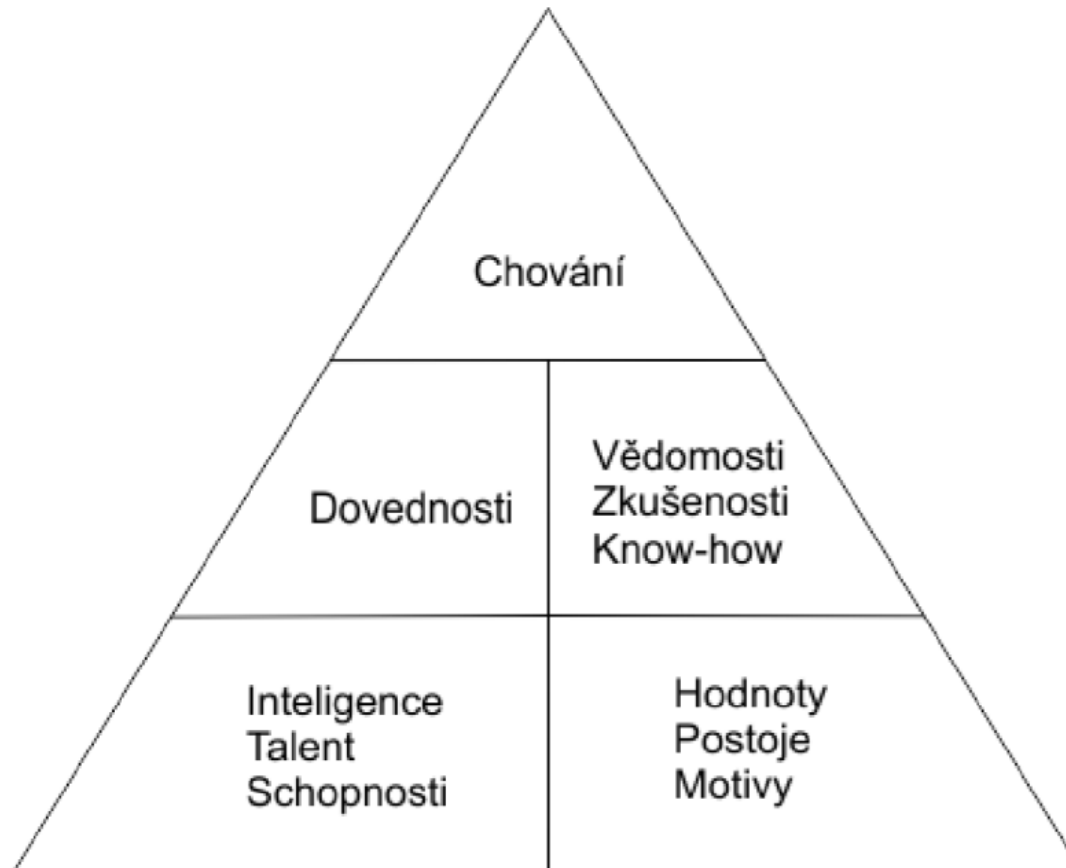 Chování
Dovednosti
Vědomosti
Zkušenosti
Know-how
Inteligence
Talent
Schopnosti
Hodnoty
Postoje
Motivy